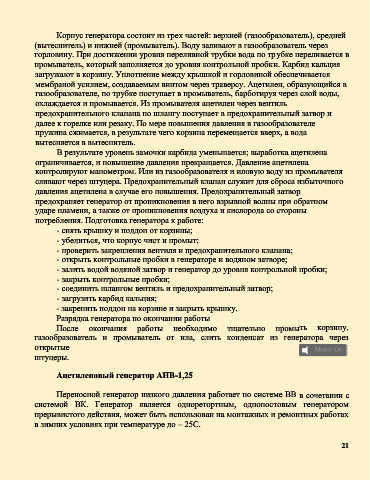 Корпус генератора состоит из трех частей: верхней (газообразователь), средней
(вытеснитель) и нижней (промыватель). Воду заливают в газообразователь через
горловину. При достижении уровня переливной трубки вода по трубке переливается в
промыватель, который заполняется до уровня контрольной пробки. Карбид кальция
загружают в корзину. Уплотнение между крышкой и горловиной обеспечивается
мембраной усилием, создаваемым винтом через траверсу. Ацетилен, образующийся в
газообразователе, по трубке поступает в промыватель, барботируя через слой воды,
охлаждается и промывается. Из промывателя ацетилен через вентиль
предохранительного клапана по шлангу поступает в предохранительный затвор и
далее к горелке или резаку. По мере повышения давления в газообразователе
пружина сжимается, в результате чего корзина перемещается вверх, а вода
вытесняется в вытеснитель.
В результате уровень замочки карбида уменьшается; выработка ацетилена
ограничивается, и повышение давления прекращается. Давление ацетилена
контролируют манометром. Ил из газообразователя и иловую воду из промывателя
сливают через штуцера. Предохранительный клапан служит для сброса избыточного
давления ацетилена в случае его повышения. Предохранительный затвор
предохраняет генератор от проникновения в него взрывной волны при обратном
ударе пламени, а также от проникновения воздуха и кислорода со стороны
потребления. Подготовка генератора к работе:
- снять крышку и поддон от корзины;
- убедиться, что корпус чист и промыт;
- проверить закрепления вентиля и предохранительного клапана;
- открыть контрольные пробки в генераторе и водяном затворе;
- залить водой водяной затвор и генератор до уровня контрольной пробки;
- закрыть контрольные пробки;
- соединить шлангом вентиль и предохранительный затвор;
- загрузить карбид кальция;
- закрепить поддон на корзине и закрыть крышку.
Разрядка генератора по окончании работы
После окончания работы необходимо тщательно промыть корзину,
газообразователь и промыватель от ила, слить конденсат из генератора через
открытые
штуцеры.
Ацетиленовый генератор АНВ-1,25
Переносной генератор низкого давления работает по системе ВВ в сочетании с
системой ВК. Генератор является однореторным, однопостовым генератором
прерывистого действия, может быть использован на монтажных и ремонтных работах
в зимних условиях при температуре до – 25С.
21